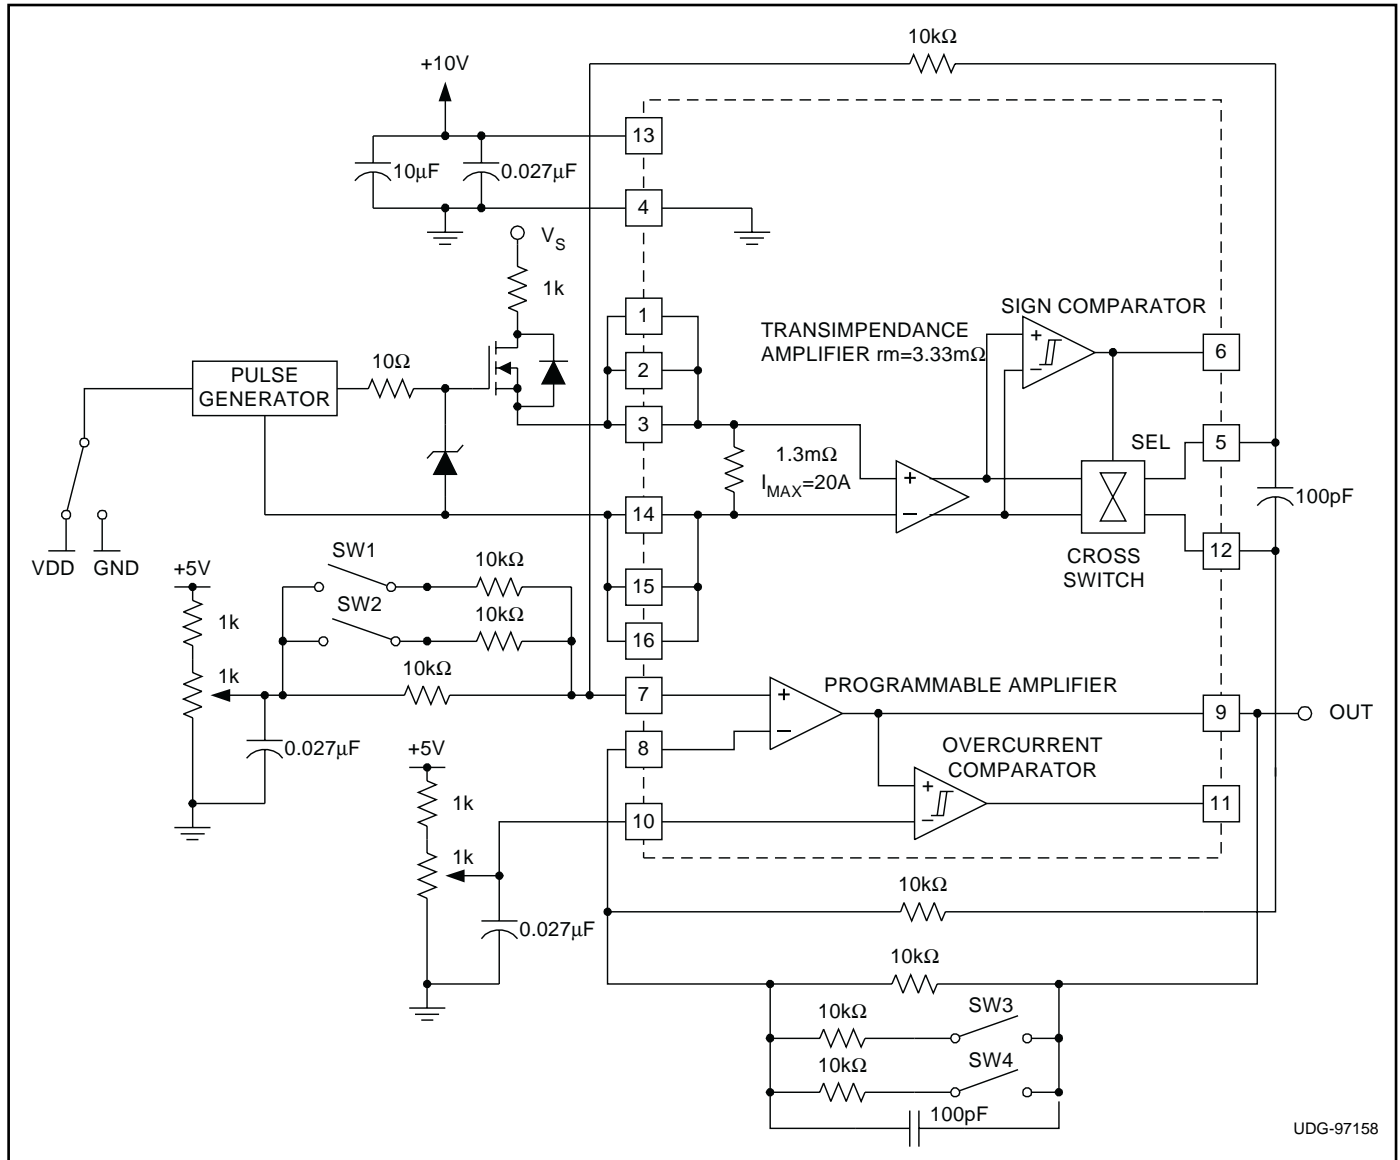 10kΩ
+10V
13
10µF
0.027µF
4
V_S
1k
1
SIGN COMPARATOR
TRANSIMPENDANCE
AMPLIFIER rm=3.33mΩ
+
−
6
2
PULSE
GENERATOR
10Ω
3
SEL
5
1.3mΩ
I_MAX=20A
+
−
100pF
14
12
VDD
GND
CROSS
SWITCH
+5V
SW1
10kΩ
15
1k
SW2
10kΩ
16
1k
10kΩ
7
+
−
PROGRAMMABLE AMPLIFIER
9
OUT
0.027µF
+5V
8
OVERCURRENT
COMPARATOR
1k
+
−
11
10
1k
10kΩ
0.027µF
10kΩ
10kΩ
SW3
10kΩ
SW4
100pF
UDG-97158